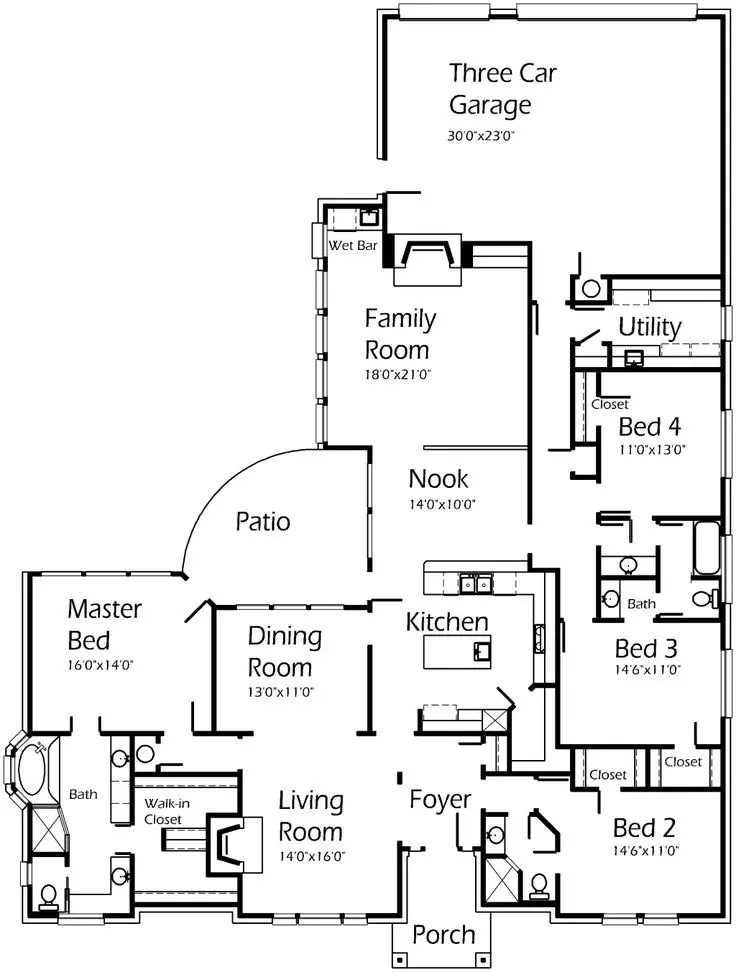 Three Car
Garage
30'0"x23'0"
Wet Bar
Family
Room
18'0"x21'0"
Utility
Closet
Bed 4
11'0"x13'0"
Nook
14'0"x10'0"
Patio
Master
Bed
16'0"x14'0"
Dining
Room
13'0"x11'0"
Kitchen
Bath
Bed 3
14'6"x11'0"
Closet
Closet
Bath
Walk-in
Closet
Living
Room
14'0"x16'0"
Foyer
Bed 2
14'6"x11'0"
Porch